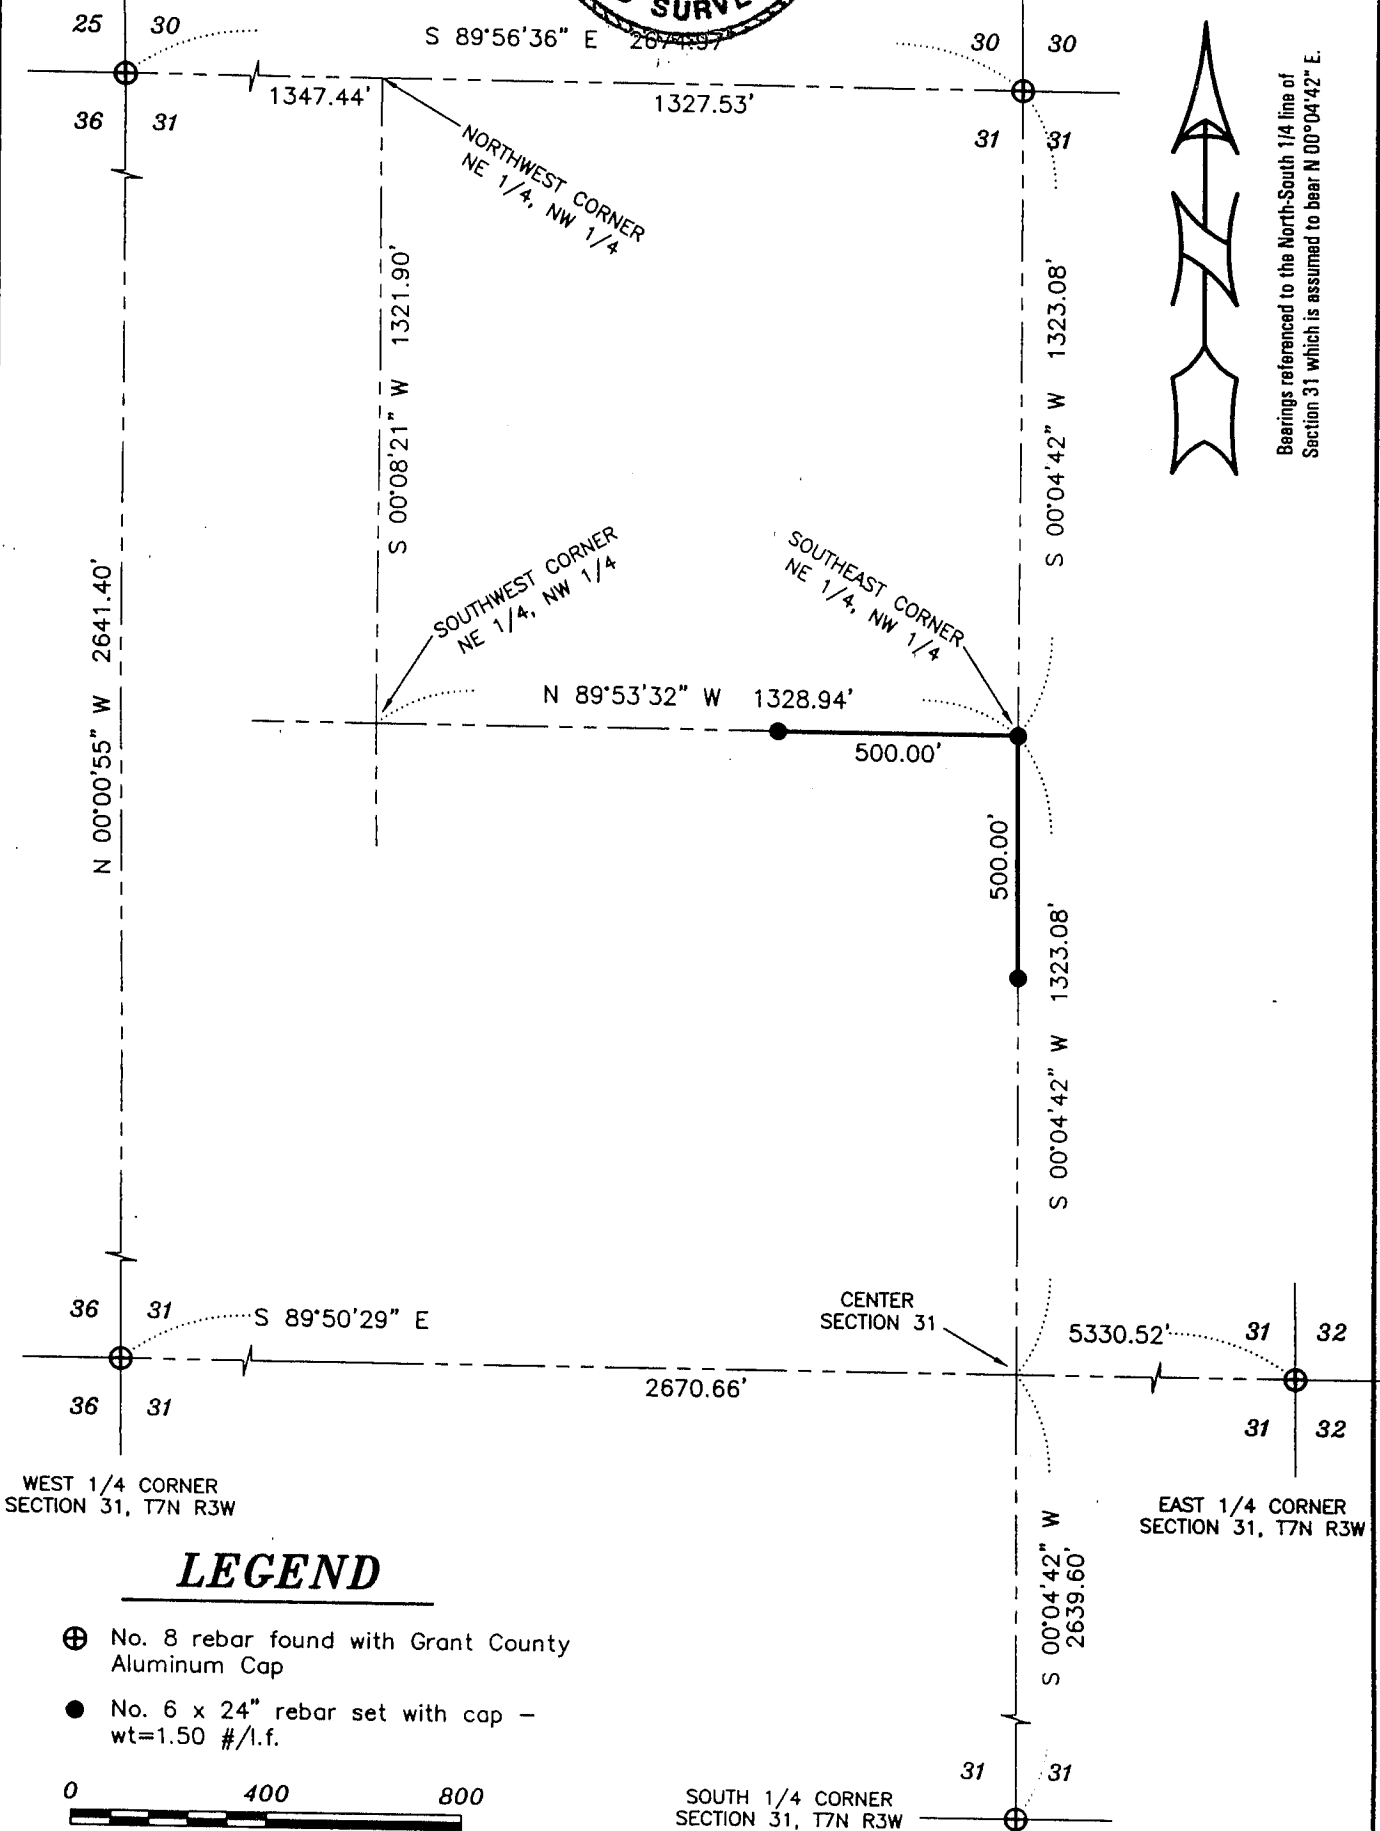 SURVE
25 30
S 89°56'36" E 2674.97'
30 30
1347.44'
1327.53'
36 31
31 31
NORTHWEST CORNER
NE 1/4, NW 1/4
Bearings referenced to the North-South 1/4 line of
Section 31 which is assumed to bear N 00°04'42" E.
N
S 00°08'21" W 1321.90'
S 00°04'42" W 1323.08'
N 00°00'55" W 2641.40'
SOUTHWEST CORNER
NE 1/4, NW 1/4
SOUTHEAST CORNER
NE 1/4, NW 1/4
N 89°53'32" W 1328.94'
500.00'
500.00'
S 00°04'42" W 1323.08'
36 31
S 89°50'29" E
CENTER
SECTION 31
5330.52'
31 32
2670.66'
36 31
31 32
WEST 1/4 CORNER
SECTION 31, T7N R3W
EAST 1/4 CORNER
SECTION 31, T7N R3W
S 00°04'42" W
2639.60'
LEGEND
No. 8 rebar found with Grant County
Aluminum Cap
No. 6 x 24" rebar set with cap –
wt=1.50 #/l.f.
0 400 800
31 31
SOUTH 1/4 CORNER
SECTION 31, T7N R3W